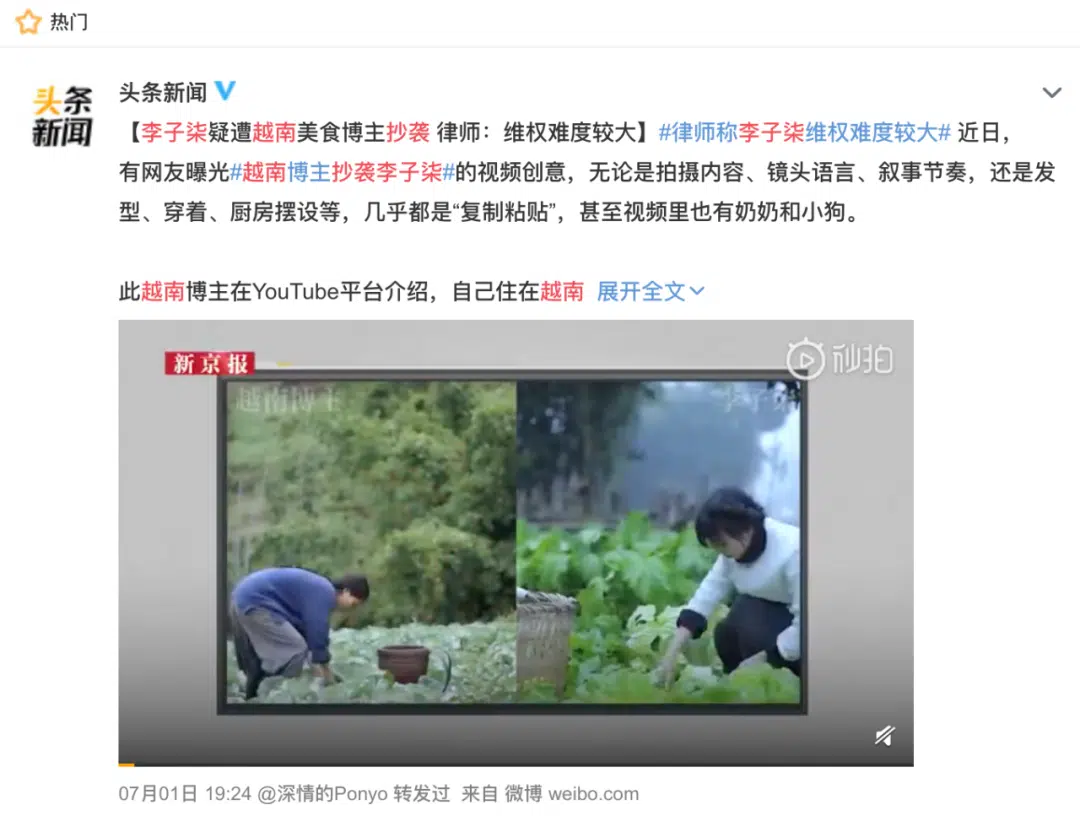 热门
头条
新闻
头条新闻
【李子柒疑遭越南美食博主抄袭 律师：维权难度较大】#律师称李子柒维权难度较大# 近日，
有网友曝光#越南博主抄袭李子柒#的视频创意，无论是拍摄内容、镜头语言、叙事节奏，还是发
型、穿着、厨房摆设等，几乎都是“复制粘贴”，甚至视频里也有奶奶和小狗。
此越南博主在YouTube平台介绍，自己住在越南 展开全文
新京报
秒拍
越南博主
李子柒
07月01日 19:24 @深情的Ponyo 转发过 来自 微博 weibo.com